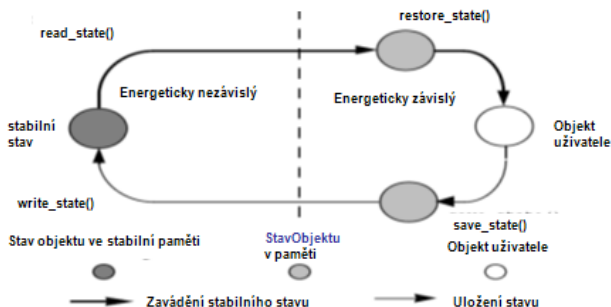 restore_state()
read_state()
Energeticky nezávislý
Energeticky závislý
stabilní
stav
Objekt
uživatele
write_state()
save_state()
Stav objektu ve stabilní paměti
StavObjektu
v paměti
Objekt uživatele
Zavádění stabilního stavu
Uložení stavu